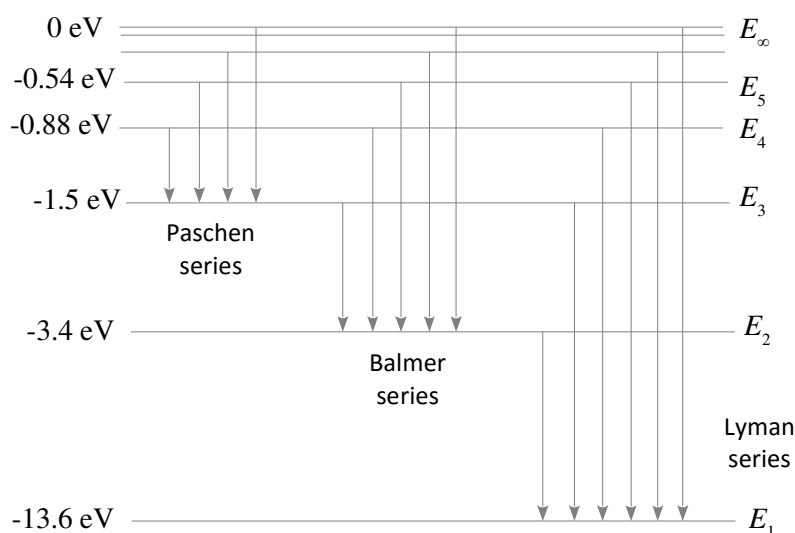 0 eV E∞
-0.54 eV E5
-0.88 eV E4
-1.5 eV E3
Paschen
series
-3.4 eV E2
Balmer
series
Lyman
series
-13.6 eV E1